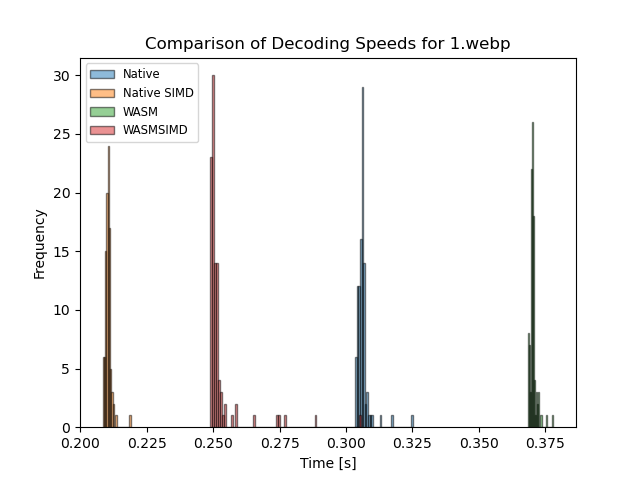 Comparison of Decoding Speeds for 1.webp
Native
Native SIMD
WASM
WASMSIMD
Frequency
30
25
20
15
10
5
0
0.200 0.225 0.250 0.275 0.300 0.325 0.350 0.375
Time [s]